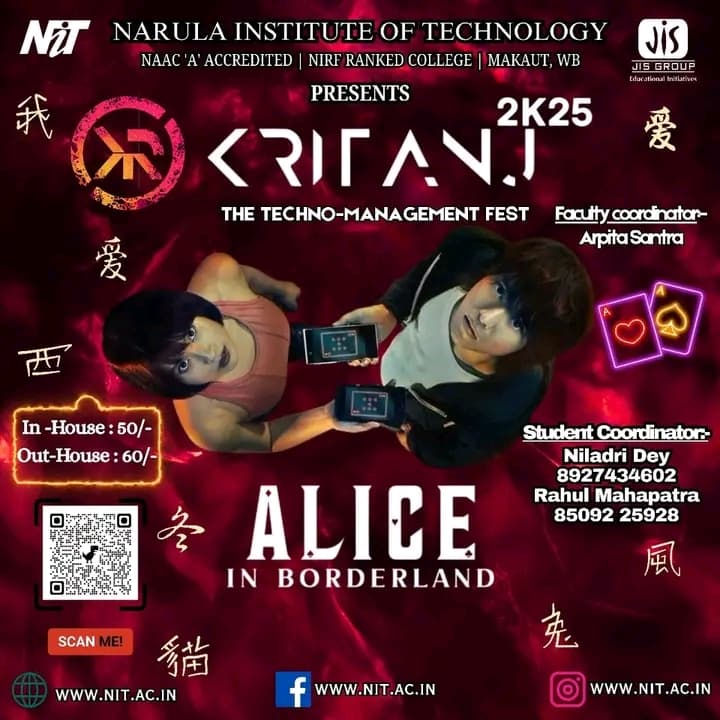 NiT
NARULA INSTITUTE OF TECHNOLOGY
NAAC 'A' ACCREDITED | NIRF RANKED COLLEGE | MAKAUT, WB
JiS
JIS GROUP
Educational Initiatives
PRESENTS
我
KR
KRITANJ
2K25
爱
THE TECHNO-MANAGEMENT FEST
Faculty coordinator:-
Arpita Santra
愛
A
A
西
In -House : 50/-
Out-House : 60/-
Student Coordinator:-
Niladri Dey
8927434602
Rahul Mahapatra
85092 25928
ALICE
IN BORDERLAND
冬
風
SCAN ME!
貓
兔
WWW.NIT.AC.IN
WWW.NIT.AC.IN
WWW.NIT.AC.IN